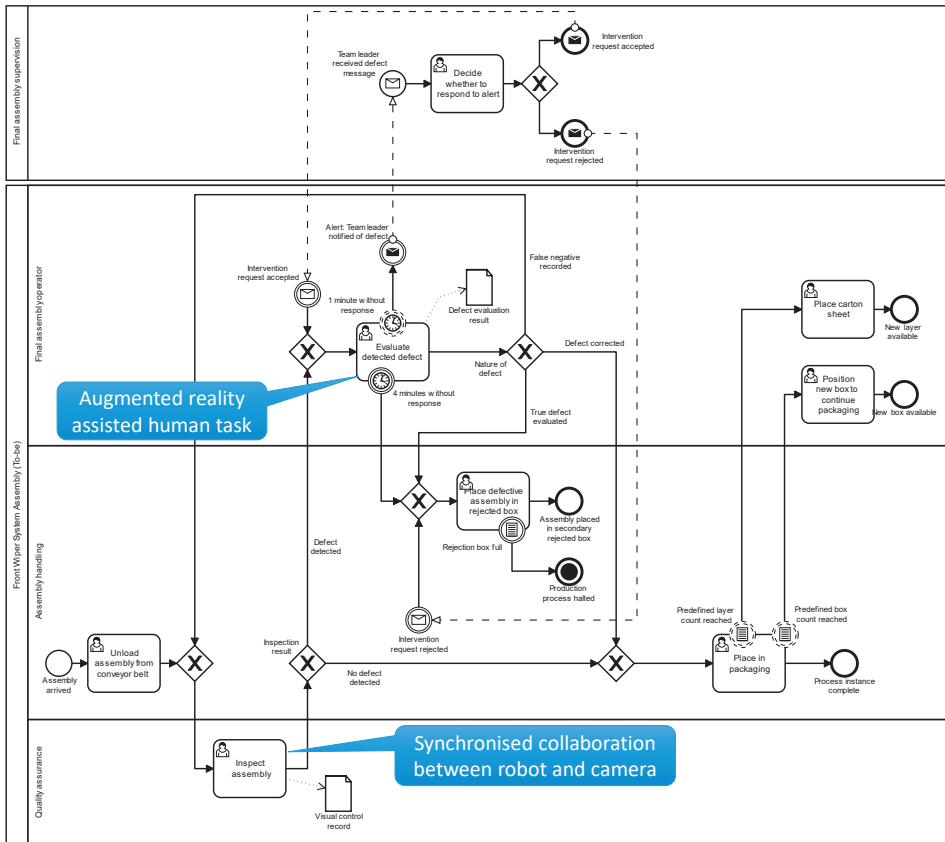 Final assembly supervision
Team leader
received defect
message
Decide
whether to
respond to alert
Intervention
request accepted
Intervention
request rejected
Front Wiper System Assembly (To-be)
Final assembly operator
Alert: Team leader
notified of defect
Intervention
request accepted
1 minute without
response
Defect evaluation
result
Evaluate
detected defect
4 minutes without
response
Nature of
defect
False negative
recorded
Defect corrected
True defect
evaluated
Place carton
sheet
New layer
available
Position
new box to
continue
packaging
New box available
Augmented reality
assisted human task
Assembly handling
Defect
detected
Place defective
assembly in
rejected box
Assembly placed
in secondary
rejected box
Rejection box full
Production
process halted
Intervention
request rejected
Predefined layer
count reached
Predefined box
count reached
Assembly
arrived
Unload
assembly from
conveyor belt
Inspection
result
No defect
detected
Place in
packaging
Process instance
complete
Quality assurance
Inspect
assembly
Visual control
record
Synchronised collaboration
between robot and camera